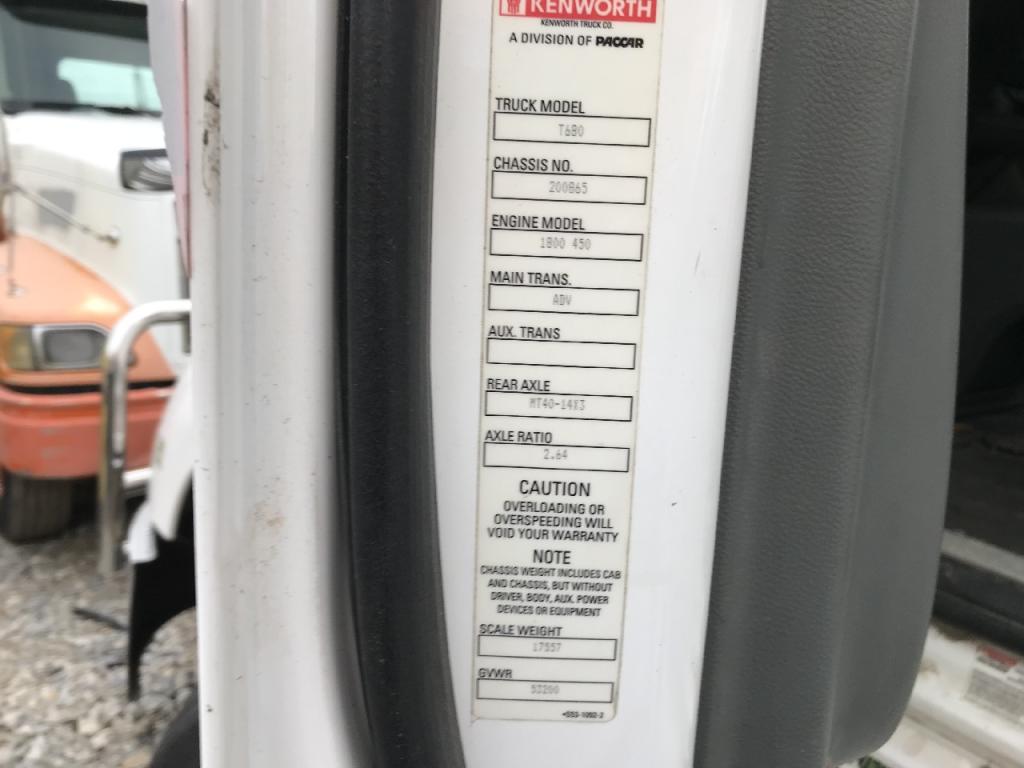 KENWORTH
KENWORTH TRUCK CO.
A DIVISION OF PACCAR
TRUCK MODEL
T680
CHASSIS NO.
200865
ENGINE MODEL
1800 450
MAIN TRANS.
ADV
AUX. TRANS
REAR AXLE
MT40-14X3
AXLE RATIO
2.64
CAUTION
OVERLOADING OR
OVERSPEEDING WILL
VOID YOUR WARRANTY
NOTE
CHASSIS WEIGHT INCLUDES CAB
AND CHASSIS, BUT WITHOUT
DRIVER, BODY, AUX. POWER
DEVICES OR EQUIPMENT
SCALE WEIGHT
17557
GVWR
53200